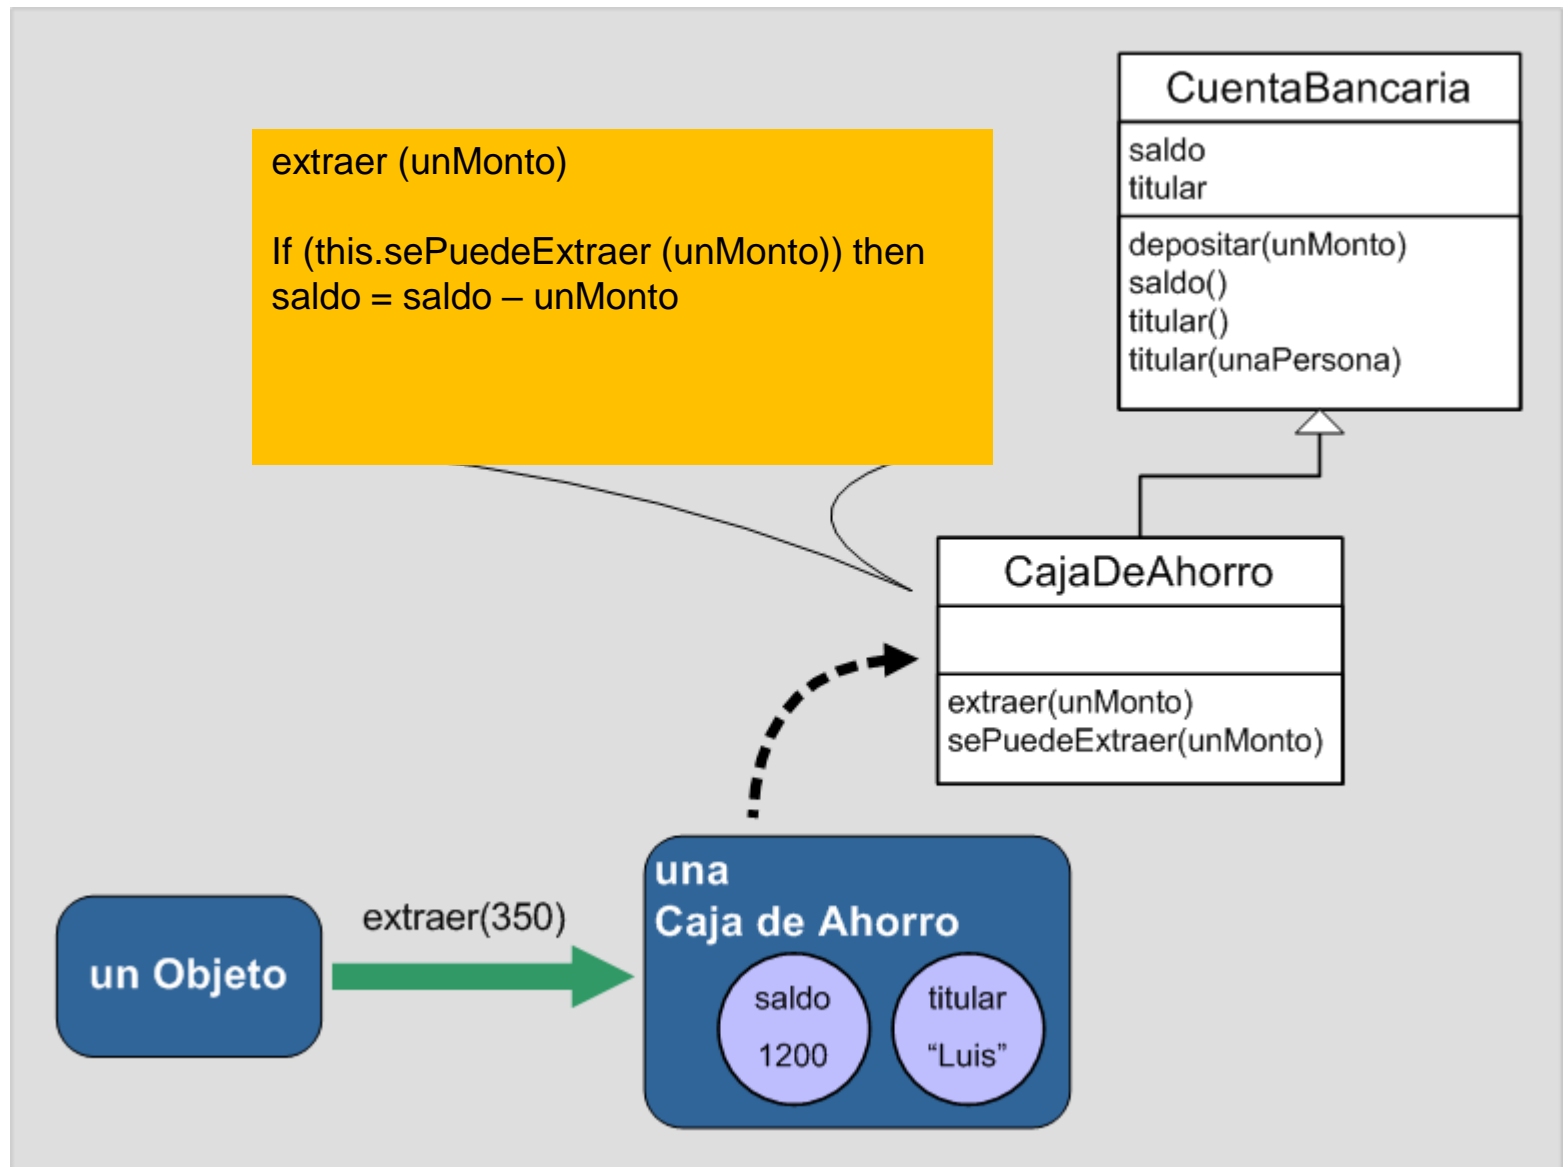 CuentaBancaria
saldo
titular
depositar(unMonto)
saldo()
titular()
titular(unaPersona)
extraer (unMonto)
If (this.sePuedeExtraer (unMonto)) then
saldo = saldo – unMonto
CajaDeAhorro
extraer(unMonto)
sePuedeExtraer(unMonto)
un Objeto
extraer(350)
una
Caja de Ahorro
saldo
1200
titular
“Luis”